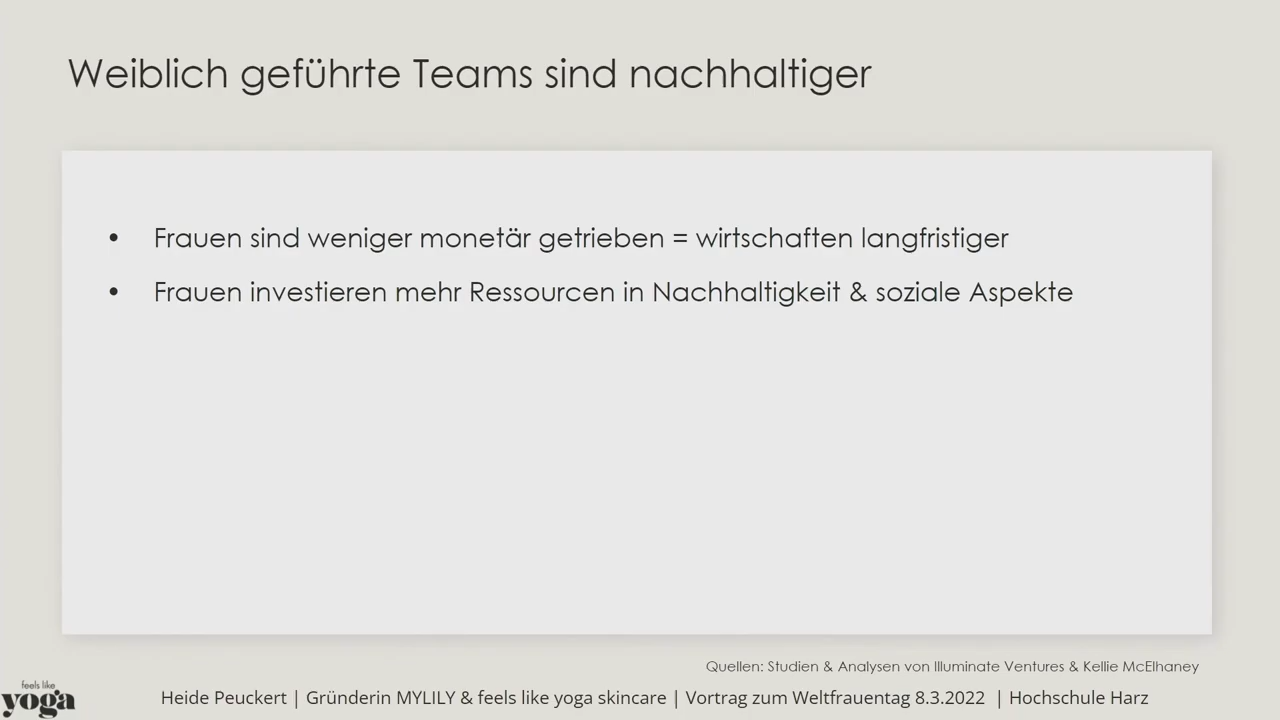 Weiblich geführte Teams sind nachhaltiger
• Frauen sind weniger monetär getrieben = wirtschaften langfristiger
• Frauen investieren mehr Ressourcen in Nachhaltigkeit & soziale Aspekte
Quellen: Studien & Analysen von Illuminate Ventures & Kellie McElhaney
feels like
yoga
Heide Peuckert | Gründerin MYLILY & feels like yoga skincare | Vortrag zum Weltfrauentag 8.3.2022 | Hochschule Harz